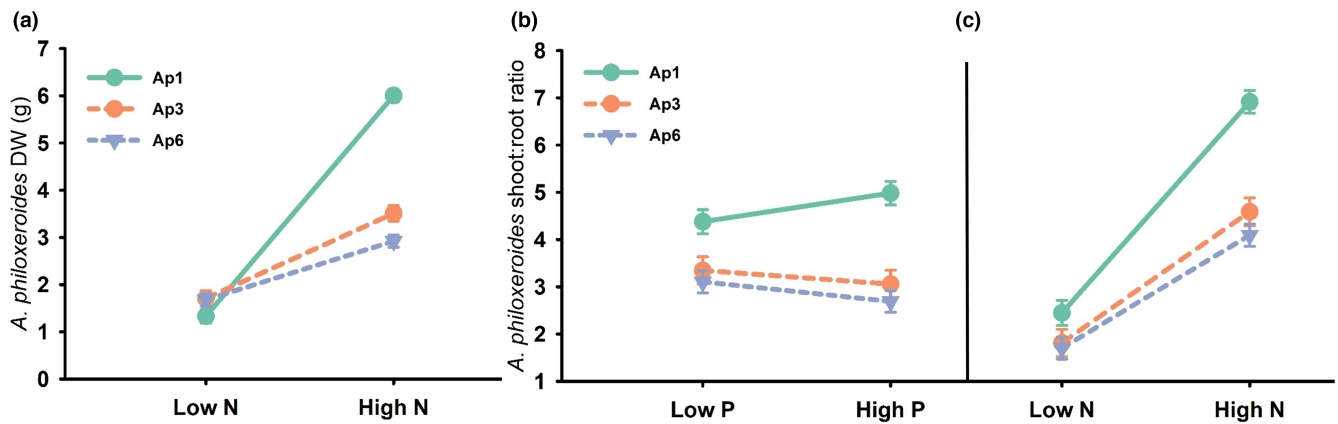 (a)
A. philoxeroides DW (g)
7
6
5
4
3
2
1
0
Ap1
Ap3
Ap6
Low N
High N
(b)
A. philoxeroides shoot:root ratio
8
7
6
5
4
3
2
1
Ap1
Ap3
Ap6
Low P
High P
(c)
Low N
High N